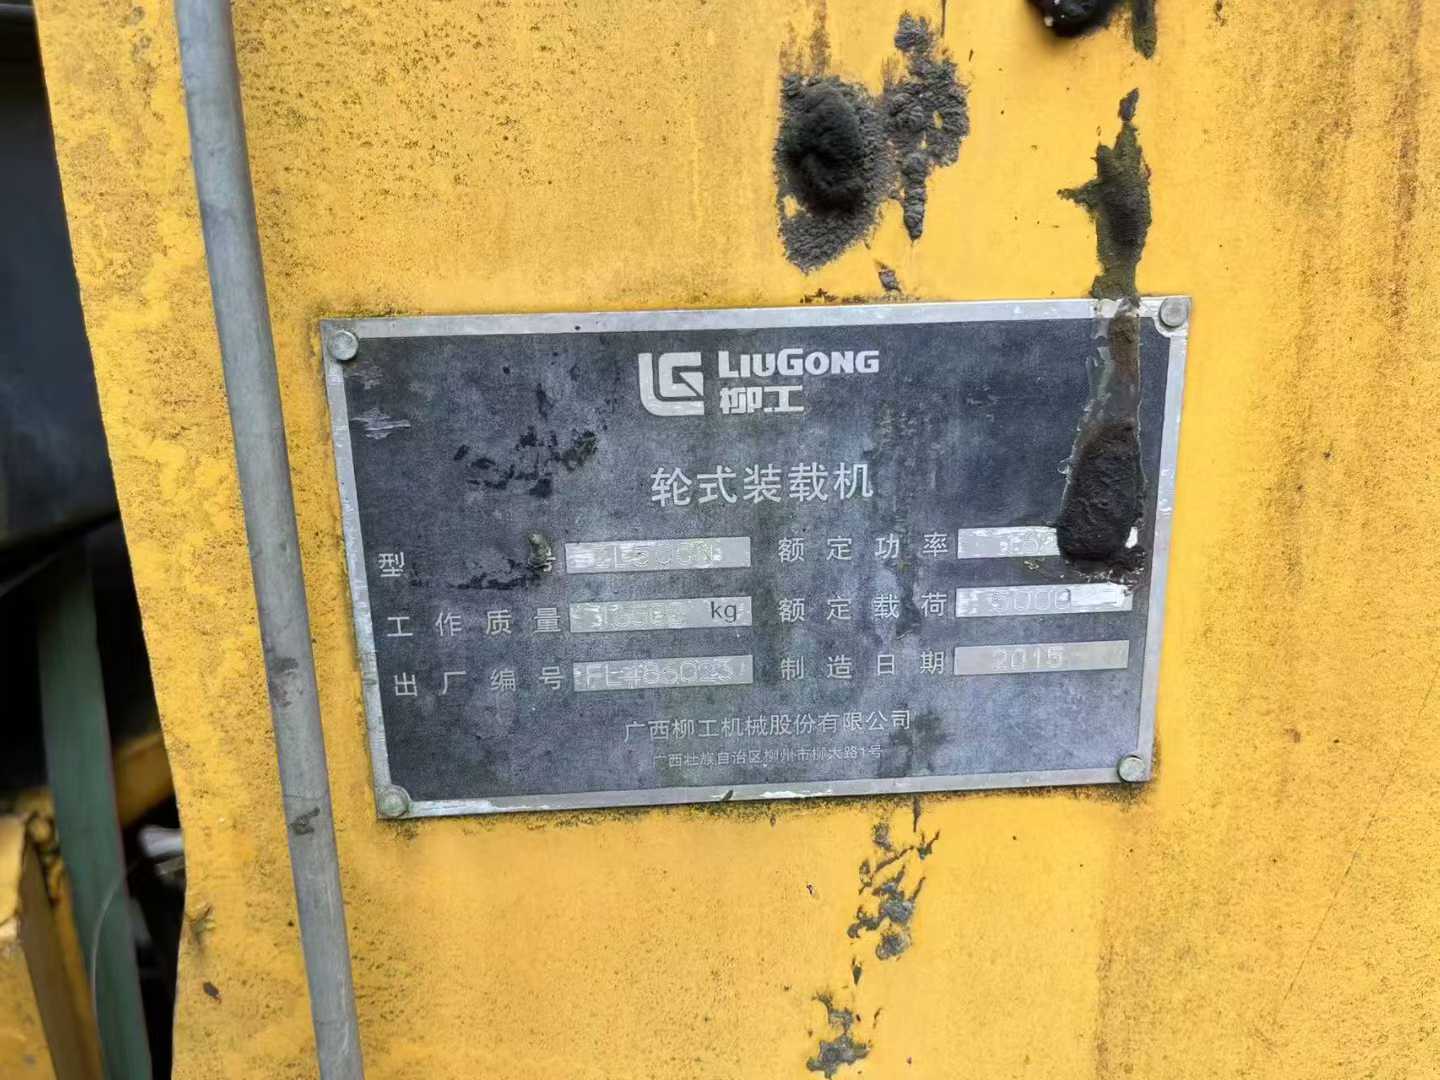 LG LIUGONG
柳工
轮式装载机
型 号 额定功率
工作质量 kg 额定载荷 5000
出厂编号 制造日期 2015
广西柳工机械股份有限公司
广西壮族自治区柳州市柳太路1号